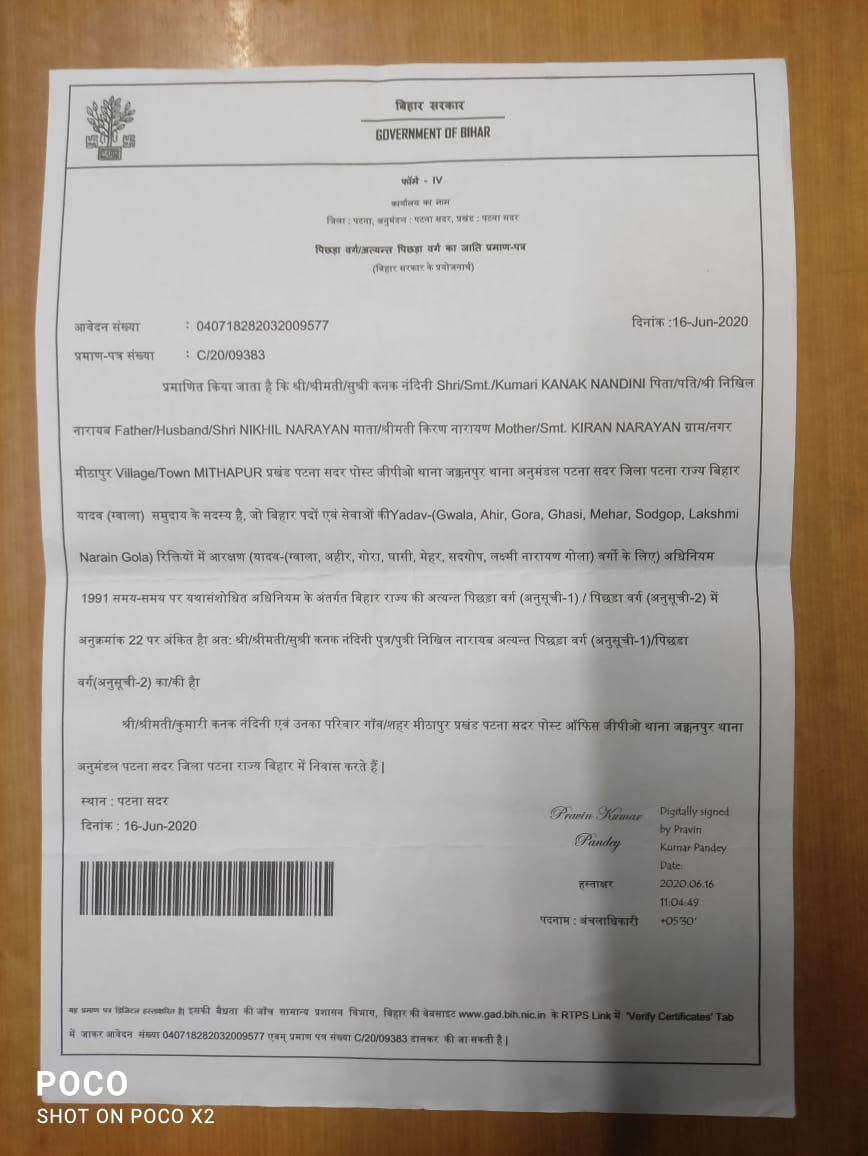 बिहार सरकार
GOVERNMENT OF BIHAR
फॉर्म - IV
कार्यालय का नाम
जिला : पटना, अनुमंडल : पटना सदर, प्रखंड : पटना सदर
पिछड़ा वर्ग/अत्यन्त पिछड़ा वर्ग का जाति प्रमाण-पत्र
(बिहार सरकार के प्रयोजनार्थ)
आवेदन संख्या : 040718282032009577 दिनांक :16-Jun-2020
प्रमाण-पत्र संख्या : C/20/09383
प्रमाणित किया जाता है कि श्री/श्रीमती/सुश्री कनक नंदिनी Shri/Smt./Kumari KANAK NANDINI पिता/पति/श्री निखिल
नारायब Father/Husband/Shri NIKHIL NARAYAN माता/श्रीमती किरण नारायण Mother/Smt. KIRAN NARAYAN ग्राम/नगर
मीठापुर Village/Town MITHAPUR प्रखंड पटना सदर पोस्ट जीपीओ थाना जक्कनपुर थाना अनुमंडल पटना सदर जिला पटना राज्य बिहार
यादव (ग्वाला) समुदाय के सदस्य है, जो बिहार पदों एवं सेवाओं कीYadav-(Gwala, Ahir, Gora, Ghasi, Mehar, Sodgop, Lakshmi
Narain Gola) रिक्तियों में आरक्षण (यादव-(ग्वाला, अहीर, गोरा, घासी, मेहर, सदगोप, लक्ष्मी नारायण गोला) वर्गो के लिए) अधिनियम
1991 समय-समय पर यथासंशोधित अधिनियम के अंतर्गत बिहार राज्य की अत्यन्त पिछड़ा वर्ग (अनुसूची-1) / पिछड़ा वर्ग (अनुसूची-2) में
अनुक्रमांक 22 पर अंकित है। अत: श्री/श्रीमती/सुश्री कनक नंदिनी पुत्र/पुत्री निखिल नारायब अत्यन्त पिछड़ा वर्ग (अनुसूची-1)/पिछडा
वर्ग(अनुसूची-2) का/की है।
श्री/श्रीमती/कुमारी कनक नंदिनी एवं उनका परिवार गाँव/शहर मीठापुर प्रखंड पटना सदर पोस्ट ऑफिस जीपीओ थाना जक्कनपुर थाना
अनुमंडल पटना सदर जिला पटना राज्य बिहार में निवास करते हैं |
स्थान : पटना सदर
दिनांक : 16-Jun-2020
Pravin Kumar
Pandey
Digitally signed
by Pravin
Kumar Pandey
Date:
2020.06.16
11:04:49
+05'30'
हस्ताक्षर
पदनाम : अंचलाधिकारी
यह प्रमाण पत्र डिजिटल हस्ताक्षरित है। इसकी वैधता की जाँच सामान्य प्रशासन विभाग, बिहार की वेबसाइट www.gad.bih.nic.in के RTPS Link में 'Verify Certificates' Tab
में जाकर आवेदन संख्या 040718282032009577 एवम् प्रमाण पत्र संख्या C/20/09383 डालकर की जा सकती है |
POCO
SHOT ON POCO X2